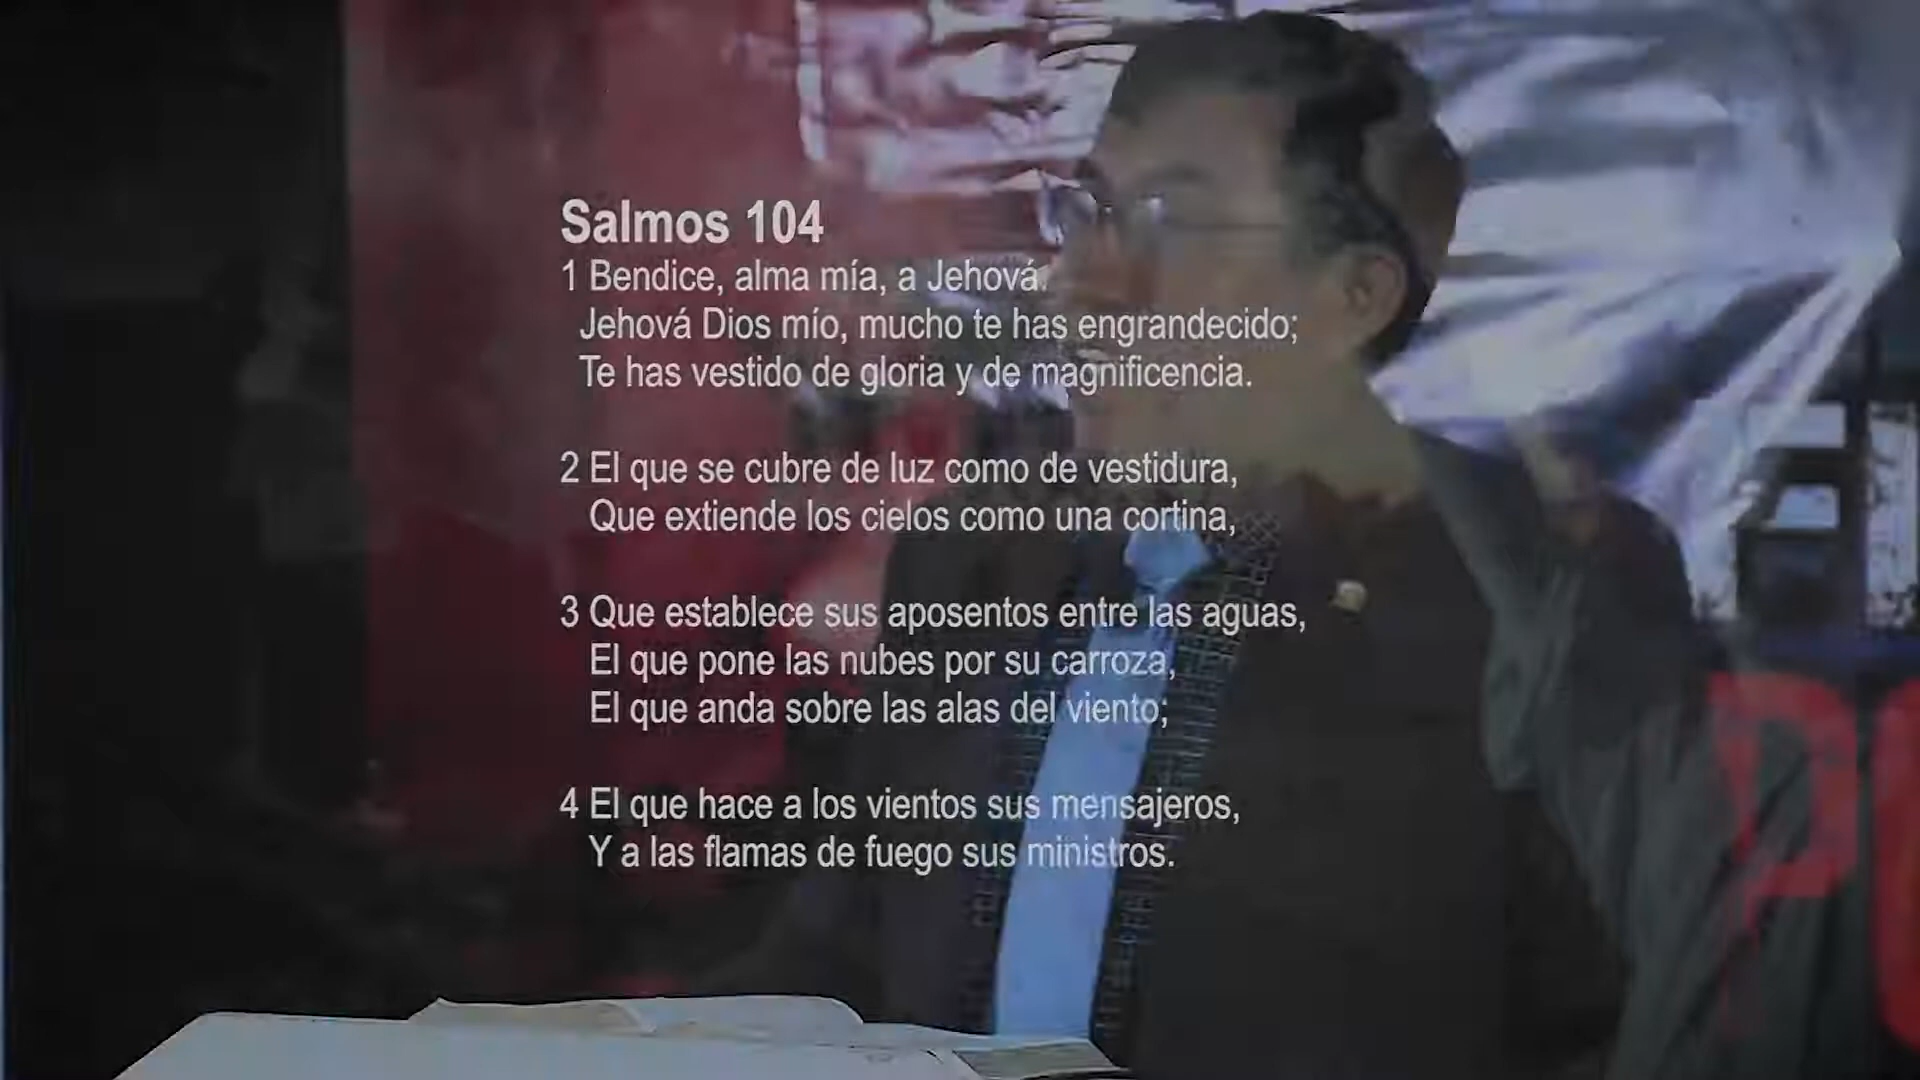 Salmos 104
1 Bendice, alma mía, a Jehová.
Jehová Dios mío, mucho te has engrandecido;
Te has vestido de gloria y de magnificencia.
2 El que se cubre de luz como de vestidura,
Que extiende los cielos como una cortina,
3 Que establece sus aposentos entre las aguas,
El que pone las nubes por su carroza,
El que anda sobre las alas del viento;
4 El que hace a los vientos sus mensajeros,
Y a las flamas de fuego sus ministros.